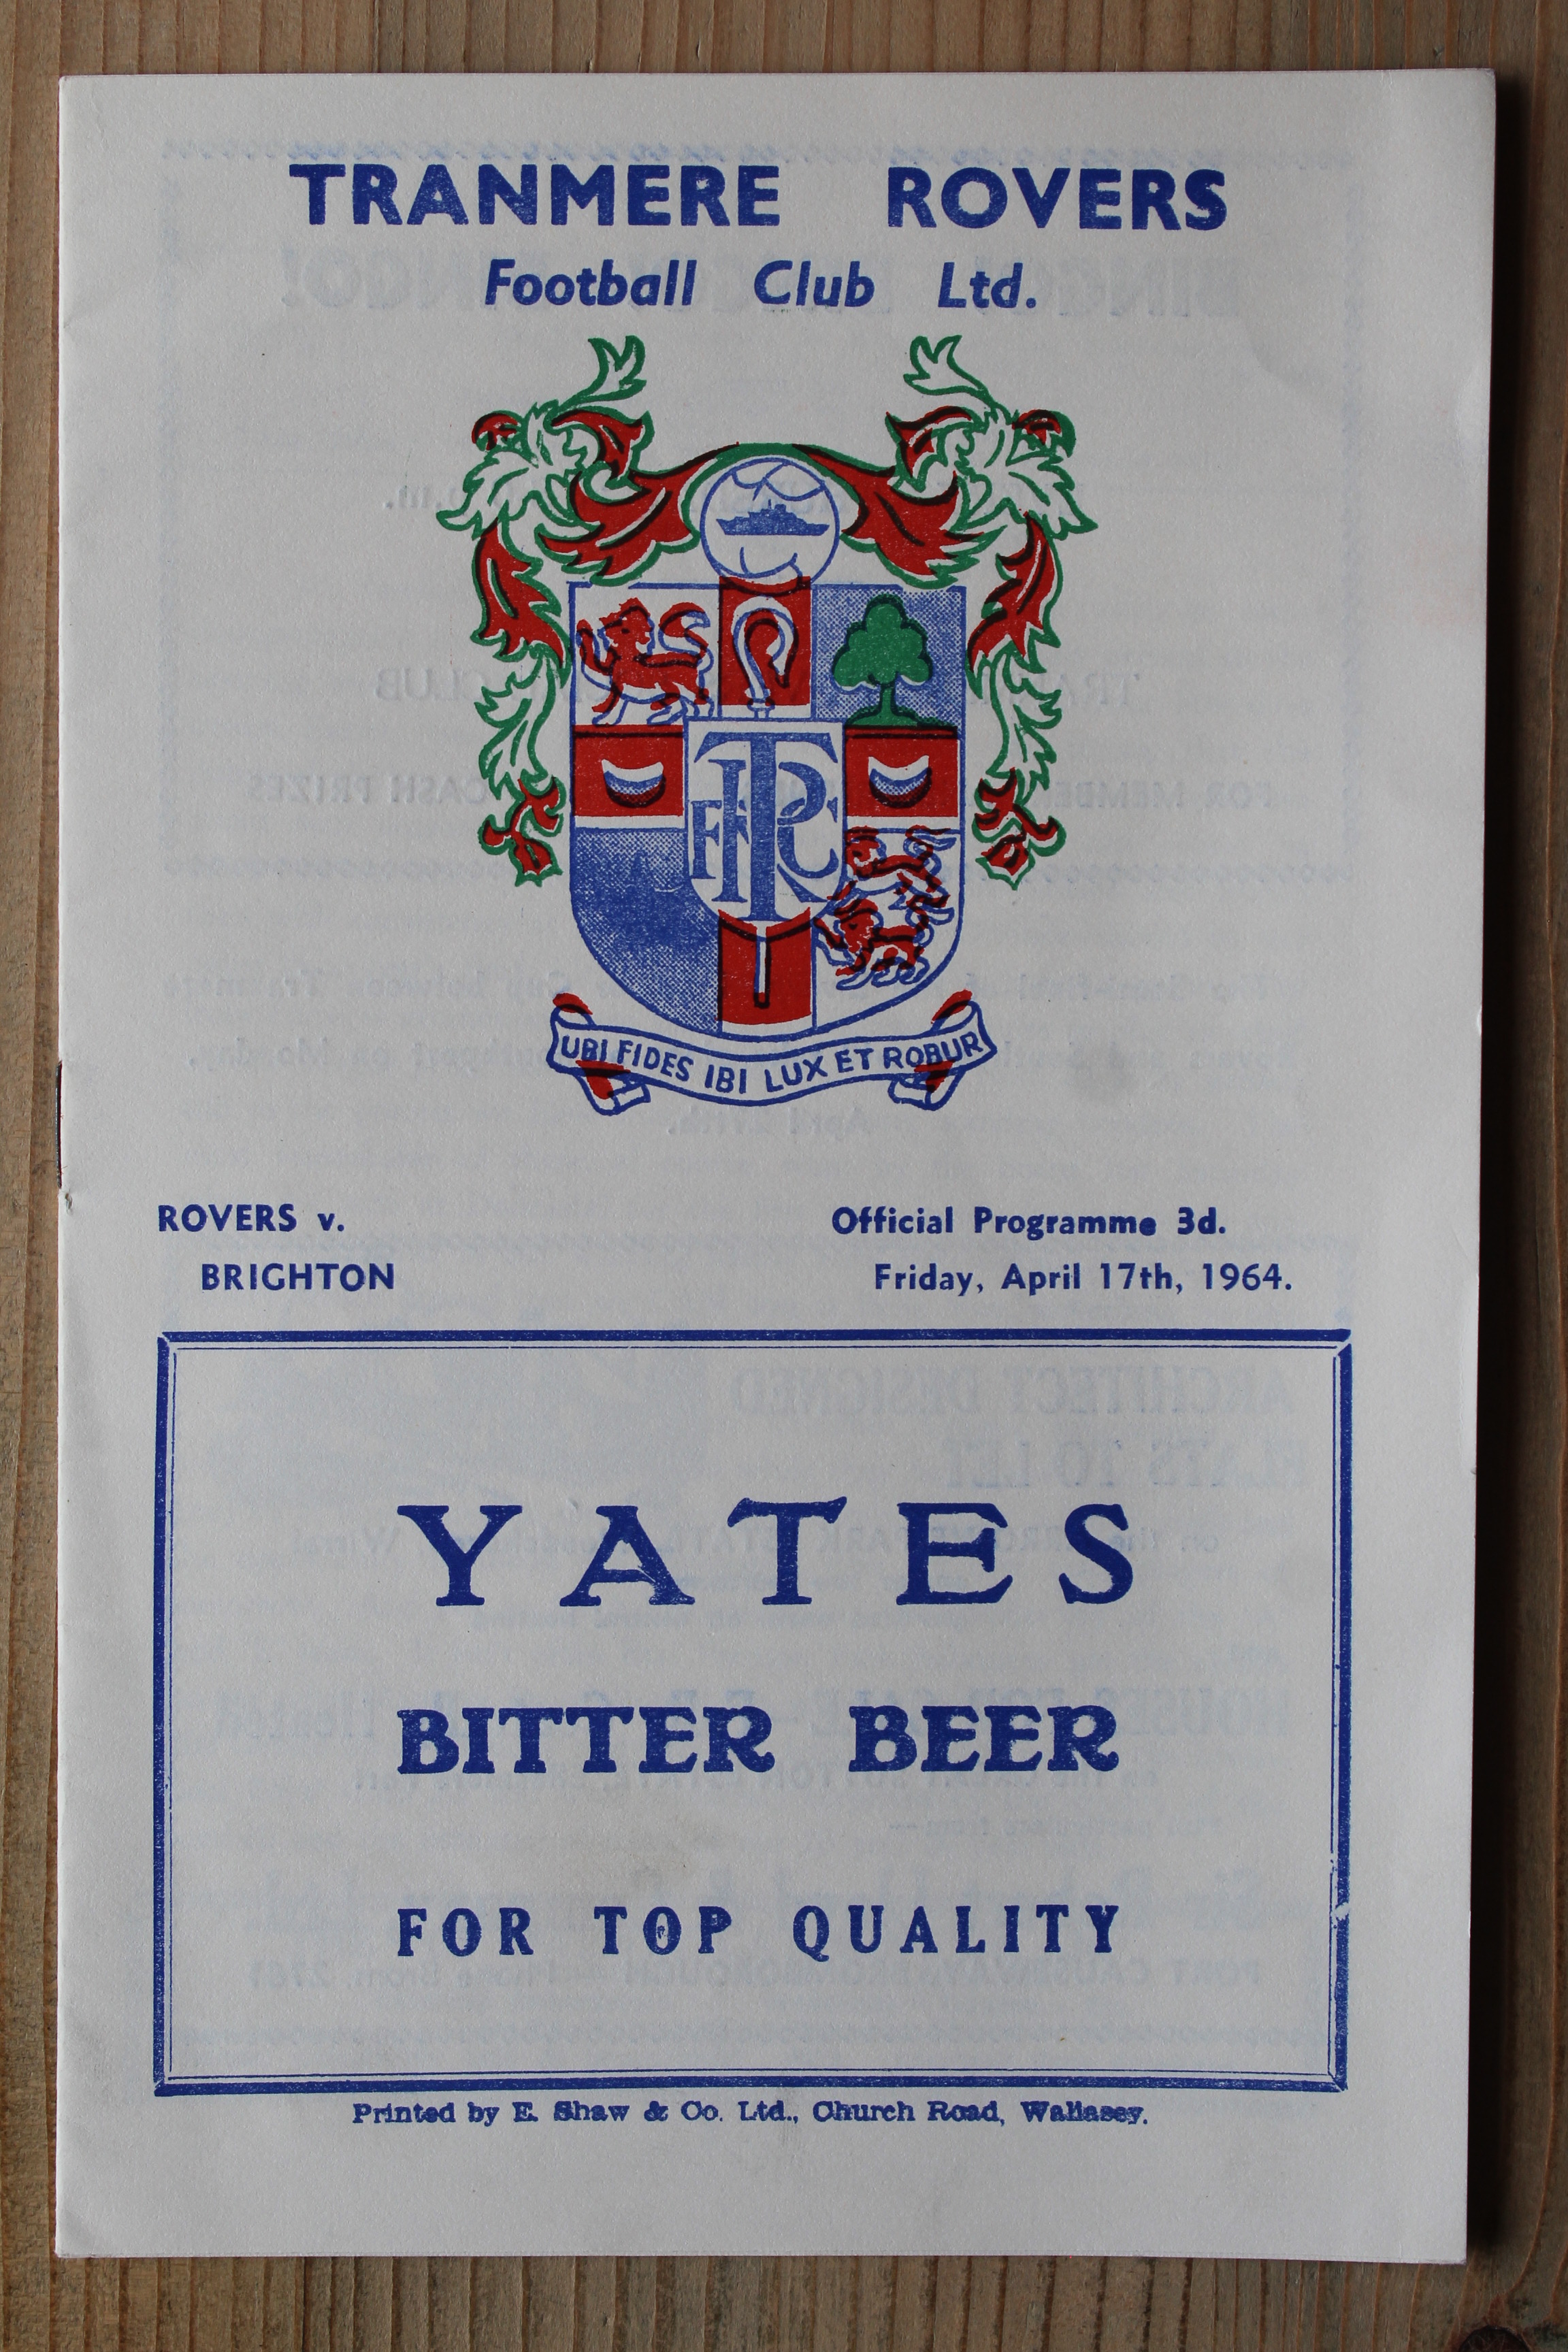 TRANMERE ROVERS
Football Club Ltd.
TRFC
UBI FIDES IBI LUX ET ROBUR
ROVERS v.
BRIGHTON
Official Programme 3d.
Friday, April 17th, 1964.
YATES
BITTER BEER
FOR TOP QUALITY
Printed by E. Shaw & Co. Ltd., Church Road, Wallasey.